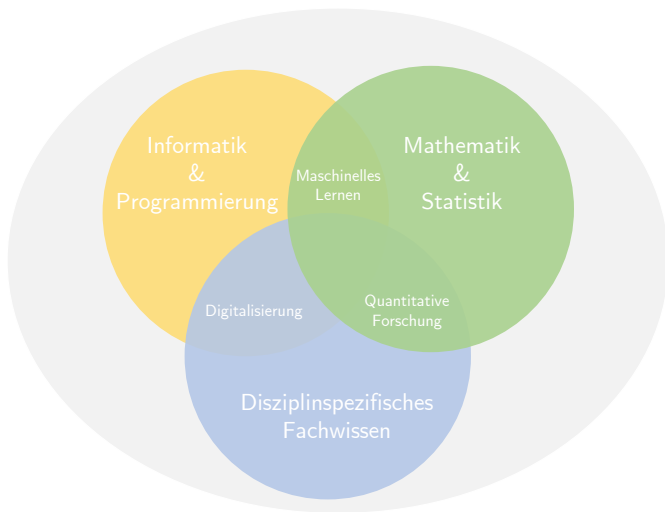 Informatik
&
Programmierung
Mathematik
&
Statistik
Maschinelles
Lernen
Digitalisierung
Quantitative
Forschung
Disziplinspezifisches
Fachwissen